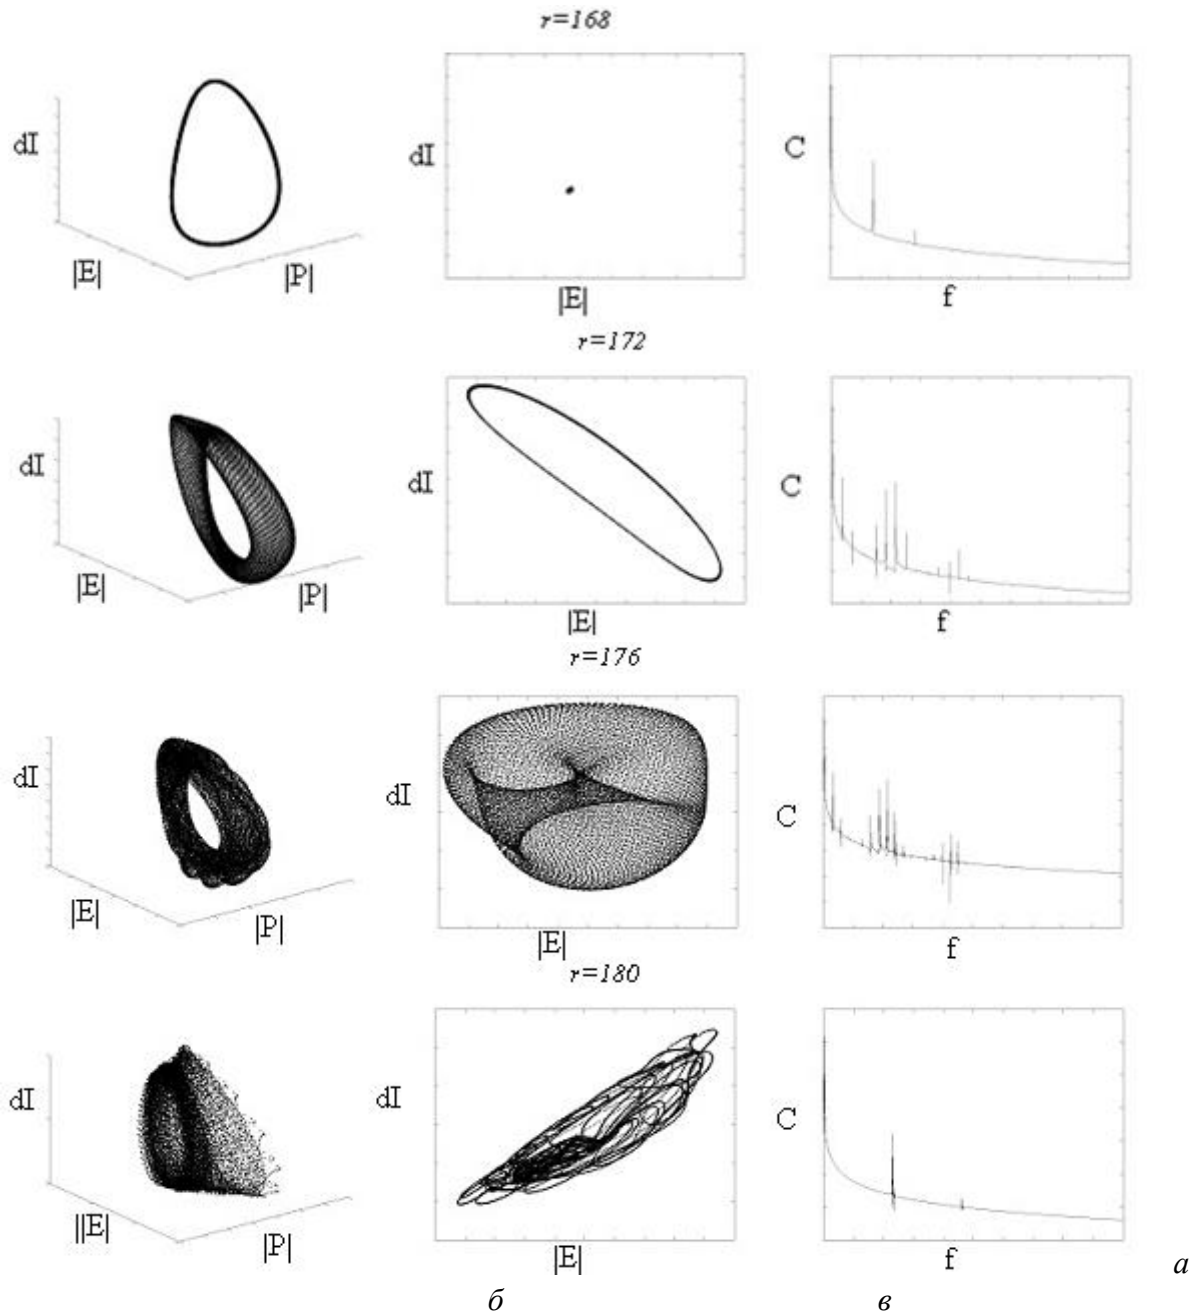 r=168
dI
|E|
|P|
dI
|E|
C
f
r=172
dI
|E|
|P|
dI
|E|
C
f
r=176
dI
|E|
|P|
dI
|E|
C
f
r=180
dI
||E|
|P|
dI
|E|
C
f
а
б
в